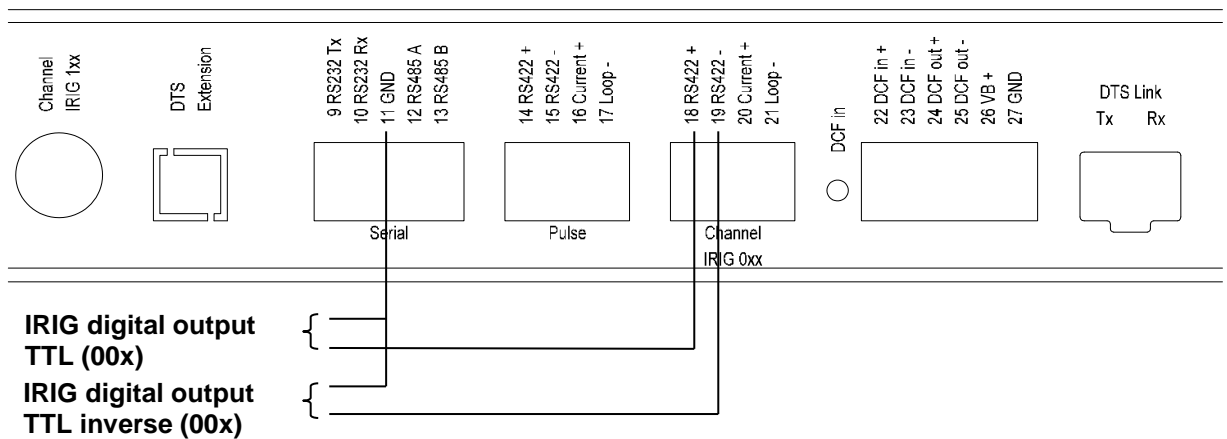 Channel
IRIG 1xx
DTS
Extension
9 RS232 Tx
10 RS232 Rx
11 GND
12 RS485 A
13 RS485 B
14 RS422 +
15 RS422 -
16 Current +
17 Loop -
18 RS422 +
19 RS422 -
20 Current +
21 Loop -
DCF in
22 DCF in +
23 DCF in -
24 DCF out +
25 DCF out -
26 VB +
27 GND
DTS Link
Tx Rx
Serial
Pulse
Channel
IRIG 0xx
IRIG digital output
TTL (00x)
IRIG digital output
TTL inverse (00x)